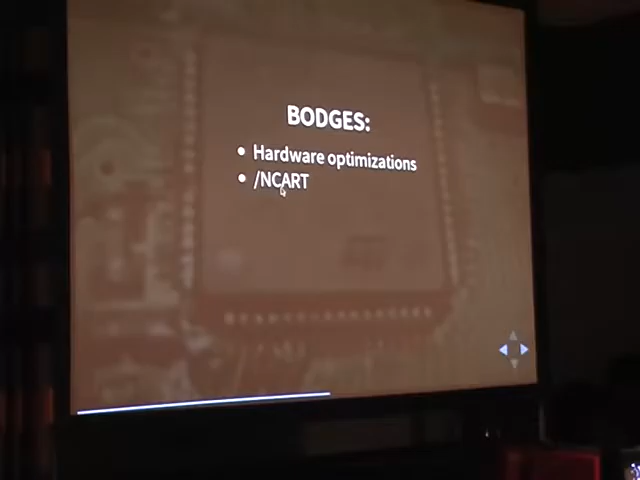 BODGES:
• Hardware optimizations
• /NCART